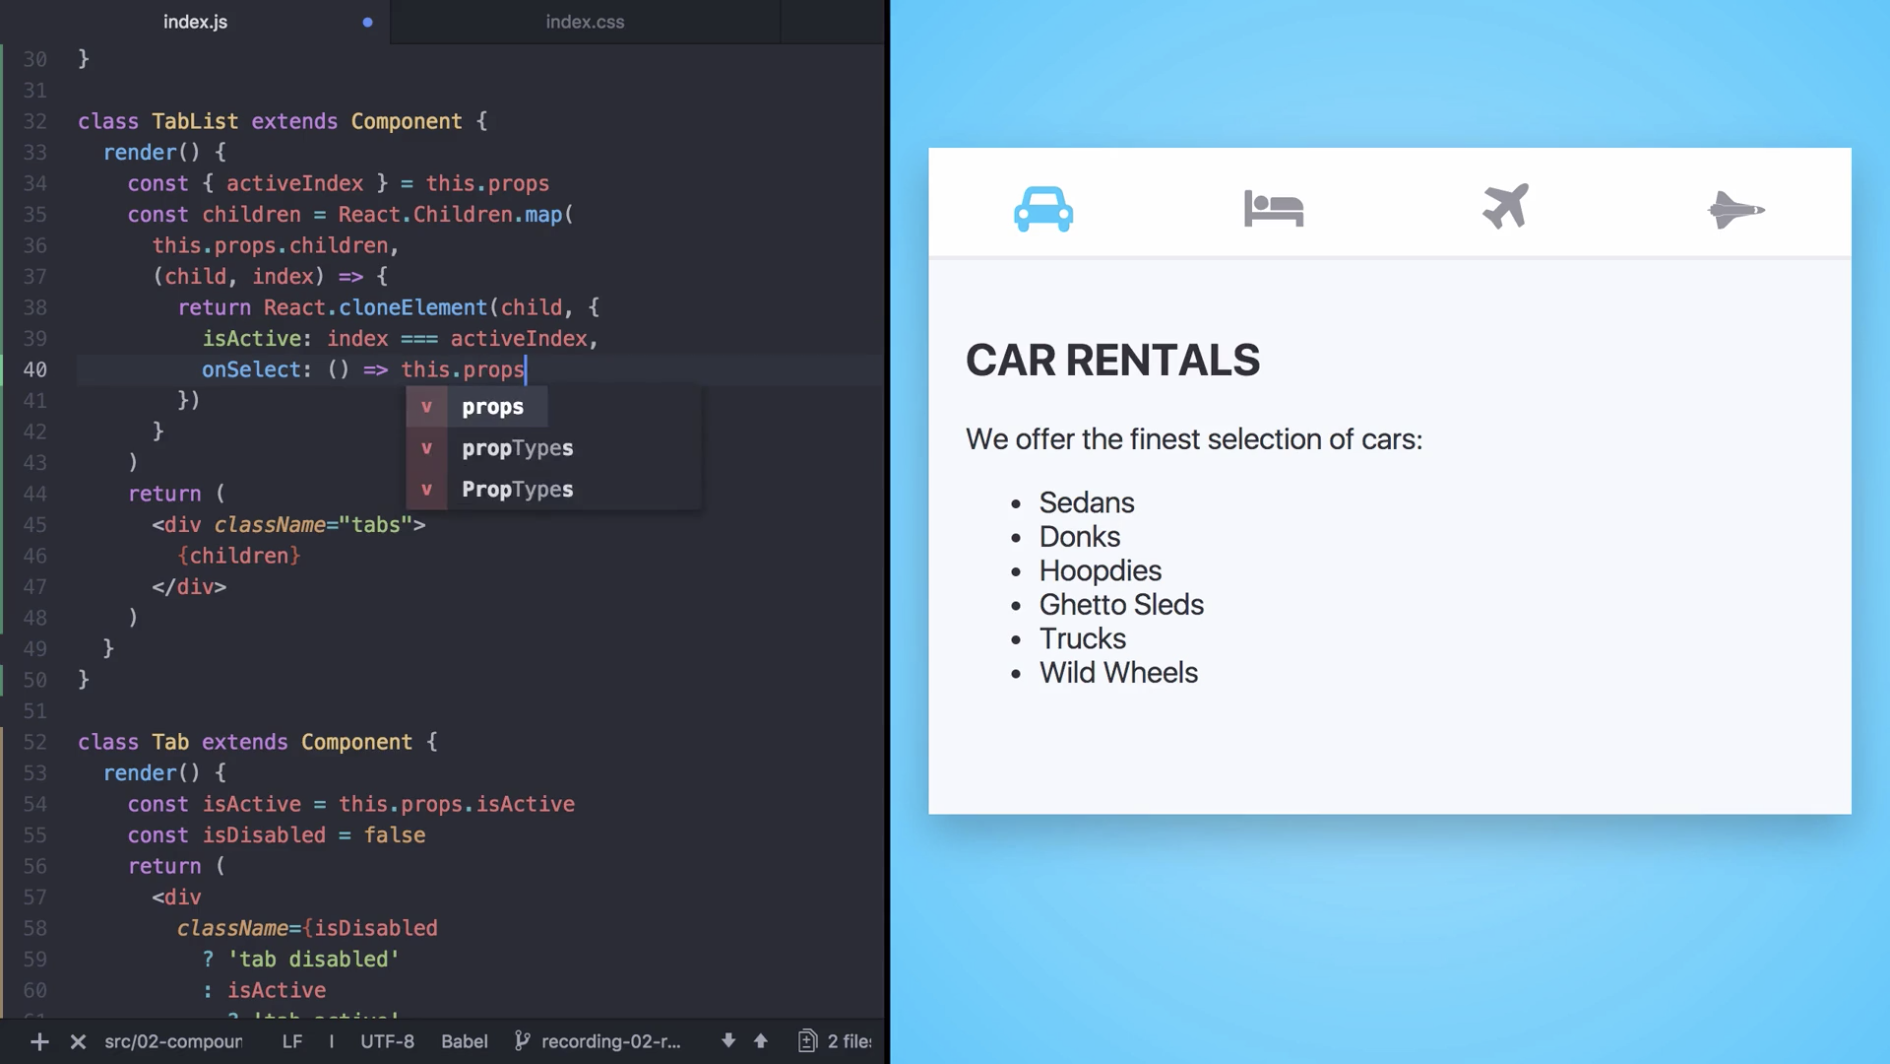 index.js
index.css
30 }
31
32 class TabList extends Component {
33 render() {
34 const { activeIndex } = this.props
35 const children = React.Children.map(
36 this.props.children,
37 (child, index) => {
38 return React.cloneElement(child, {
39 isActive: index === activeIndex,
40 onSelect: () => this.props
v props
v propTypes
v PropTypes
41 })
42 }
43 )
44 return (
45 <div className="tabs">
46 {children}
47 </div>
48 )
49 }
50 }
51
52 class Tab extends Component {
53 render() {
54 const isActive = this.props.isActive
55 const isDisabled = false
56 return (
57 <div
58 className={isDisabled
59 ? 'tab disabled'
60 : isActive
src/02-compoun LF I UTF-8 Babel recording-02-r... 2 files
CAR RENTALS
We offer the finest selection of cars:
• Sedans
• Donks
• Hoopdies
• Ghetto Sleds
• Trucks
• Wild Wheels